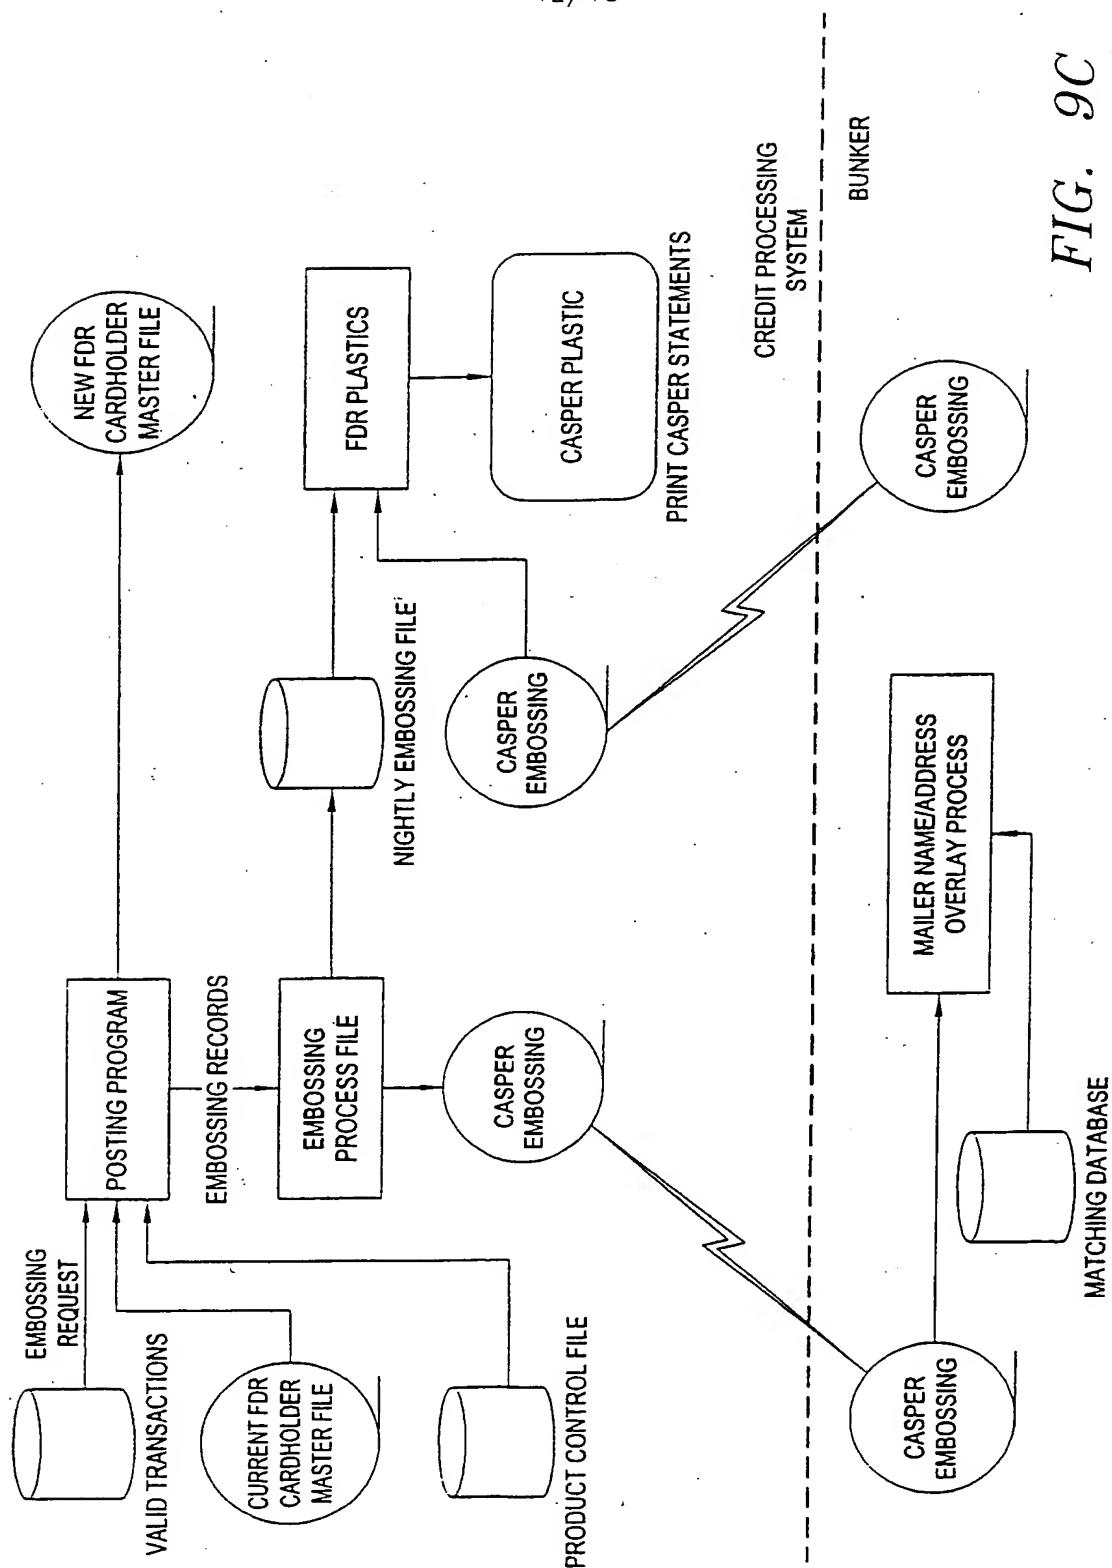 EMBOSSING
REQUEST
VALID TRANSACTIONS
CURRENT FDR
CARDHOLDER
MASTER FILE
PRODUCT CONTROL FILE
POSTING PROGRAM
EMBOSSING RECORDS
EMBOSSING
PROCESS FILE
CASPER
EMBOSSING
NEW FDR
CARDHOLDER
MASTER FILE
NIGHTLY EMBOSSING FILE
CASPER
EMBOSSING
FDR PLASTICS
CASPER PLASTIC
PRINT CASPER STATEMENTS
CREDIT PROCESSING
SYSTEM
BUNKER
CASPER
EMBOSSING
MATCHING DATABASE
MAILER NAME/ADDRESS
OVERLAY PROCESS
CASPER
EMBOSSING
FIG. 9C